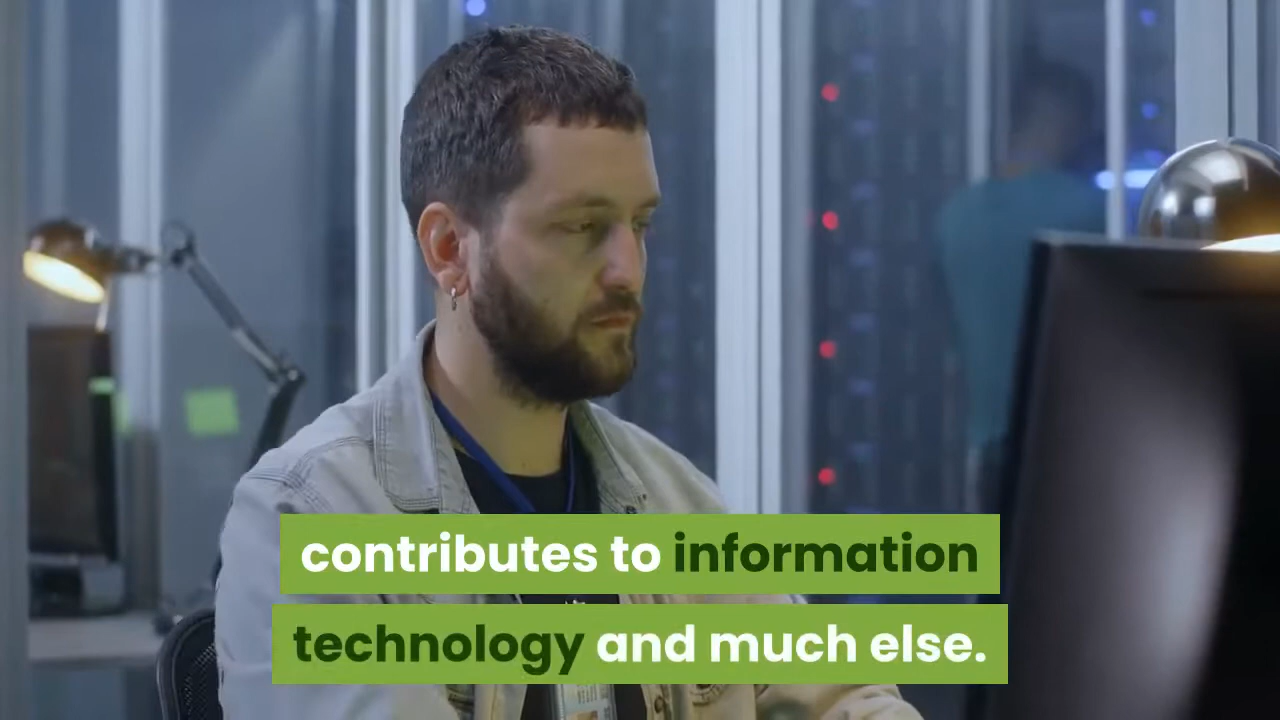 contributes to information
technology and much else.